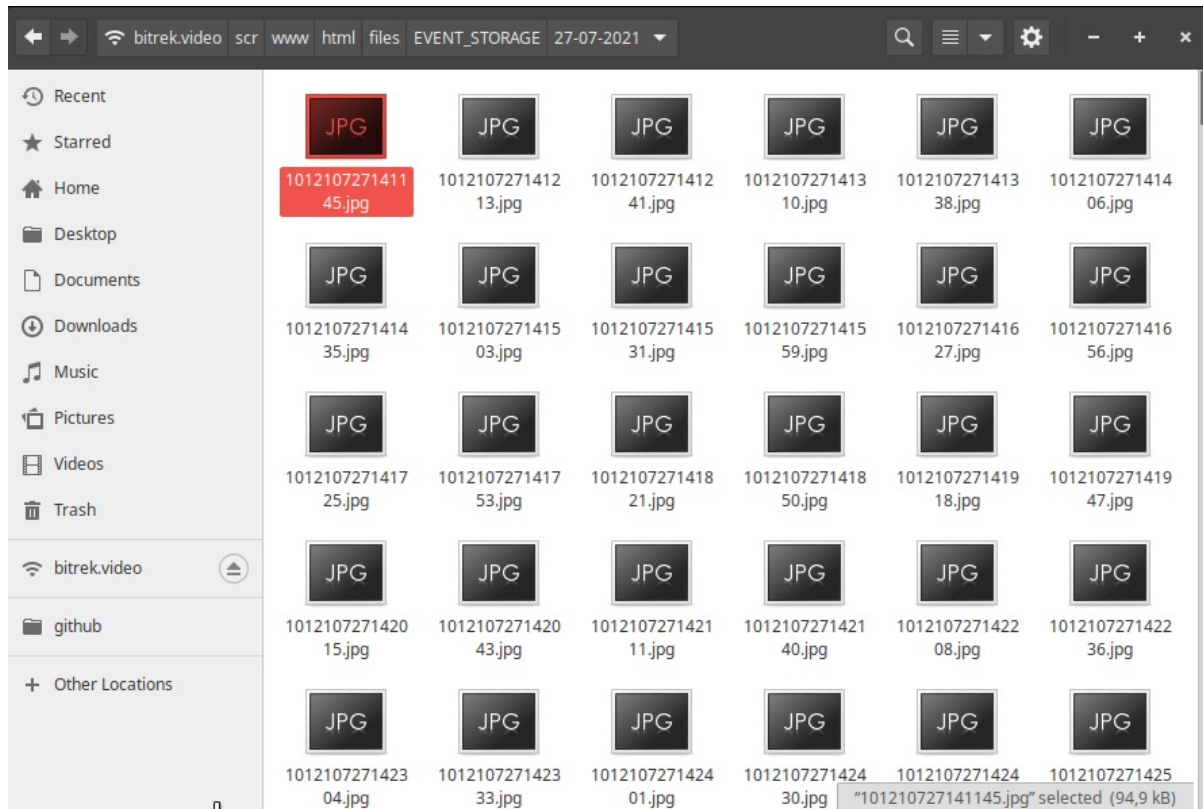 bitrek.video scr www html files EVENT_STORAGE 27-07-2021
Recent
Starred
Home
Desktop
Documents
Downloads
Music
Pictures
Videos
Trash
bitrek.video
github
Other Locations
JPG JPG JPG JPG JPG JPG
1012107271411 1012107271412 1012107271412 1012107271413 1012107271413 1012107271414
45.jpg 13.jpg 41.jpg 10.jpg 38.jpg 06.jpg
JPG JPG JPG JPG JPG JPG
1012107271414 1012107271415 1012107271415 1012107271415 1012107271416 1012107271416
35.jpg 03.jpg 31.jpg 59.jpg 27.jpg 56.jpg
JPG JPG JPG JPG JPG JPG
1012107271417 1012107271417 1012107271418 1012107271418 1012107271419 1012107271419
25.jpg 53.jpg 21.jpg 50.jpg 18.jpg 47.jpg
JPG JPG JPG JPG JPG JPG
1012107271420 1012107271420 1012107271421 1012107271421 1012107271422 1012107271422
15.jpg 43.jpg 11.jpg 40.jpg 08.jpg 36.jpg
JPG JPG JPG JPG JPG JPG
1012107271423 1012107271423 1012107271424 1012107271424 1012107271424 1012107271425
04.jpg 33.jpg 01.jpg 30.jpg "101210727141145.jpg" selected (94,9 kB)